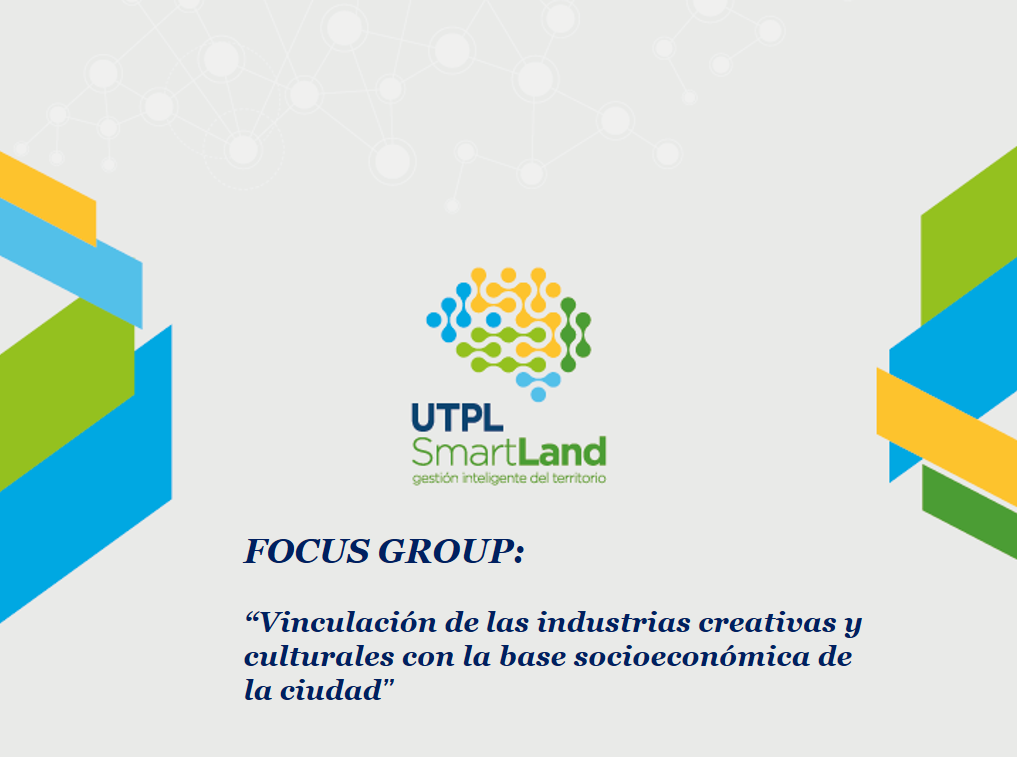 UTPL
SmartLand
gestión inteligente del territorio
FOCUS GROUP:
“Vinculación de las industrias creativas y
culturales con la base socioeconómica de
la ciudad”